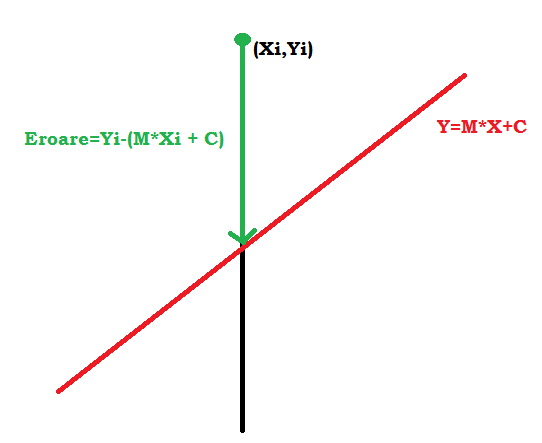 (Xi,Yi)
Eroare=Yi-(M*Xi + C)
Y=M*X+C